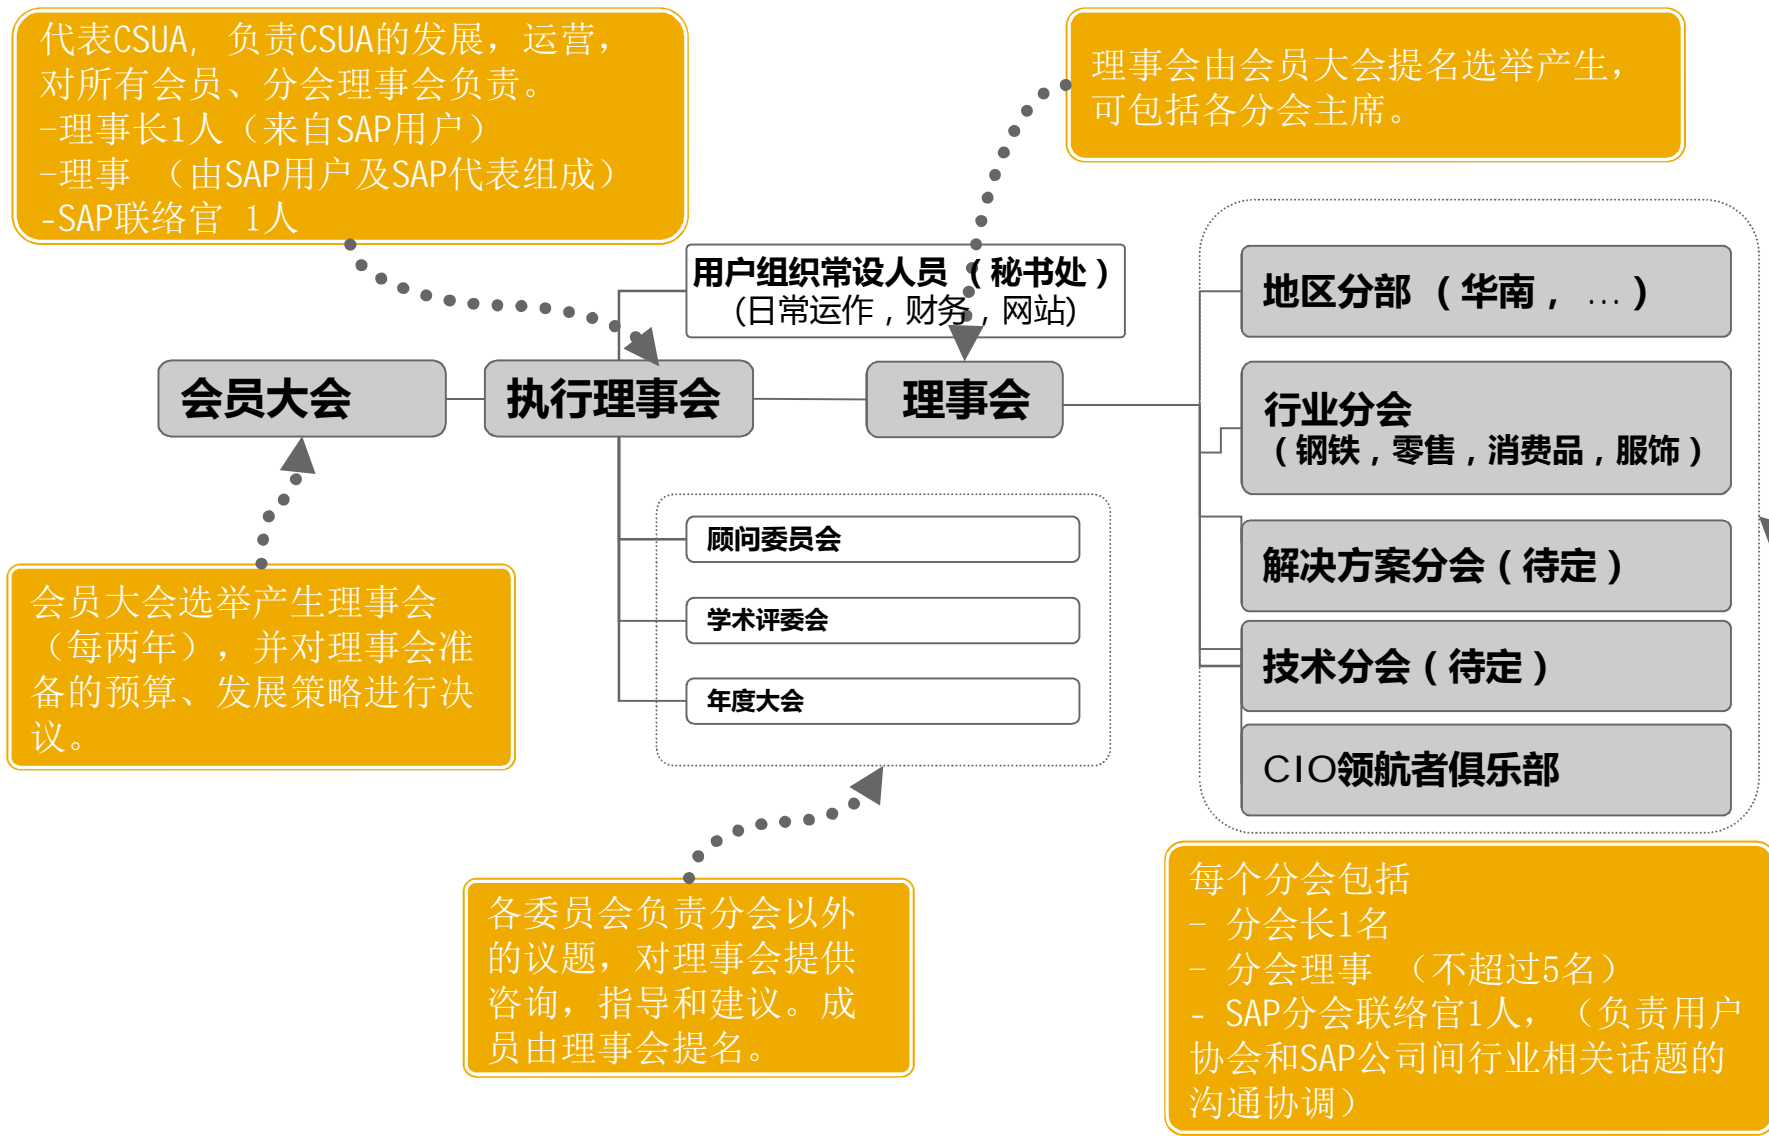 代表CSUA, 负责CSUA的发展，运营，
对所有会员、分会理事会负责。
-理事长1人（来自SAP用户）
-理事 （由SAP用户及SAP代表组成）
-SAP联络官 1人
理事会由会员大会提名选举产生，
可包括各分会主席。
用户组织常设人员 （秘书处）
(日常运作，财务，网站)
会员大会
执行理事会
理事会
地区分部 （华南， …）
行业分会
（钢铁，零售，消费品，服饰）
解决方案分会（待定）
技术分会（待定）
CIO领航者俱乐部
顾问委员会
学术评委会
年度大会
会员大会选举产生理事会
（每两年），并对理事会准
备的预算、发展策略进行决
议。
各委员会负责分会以外
的议题，对理事会提供
咨询，指导和建议。成
员由理事会提名。
每个分会包括
- 分会长1名
- 分会理事 （不超过5名）
- SAP分会联络官1人，（负责用户
协会和SAP公司间行业相关话题的
沟通协调）